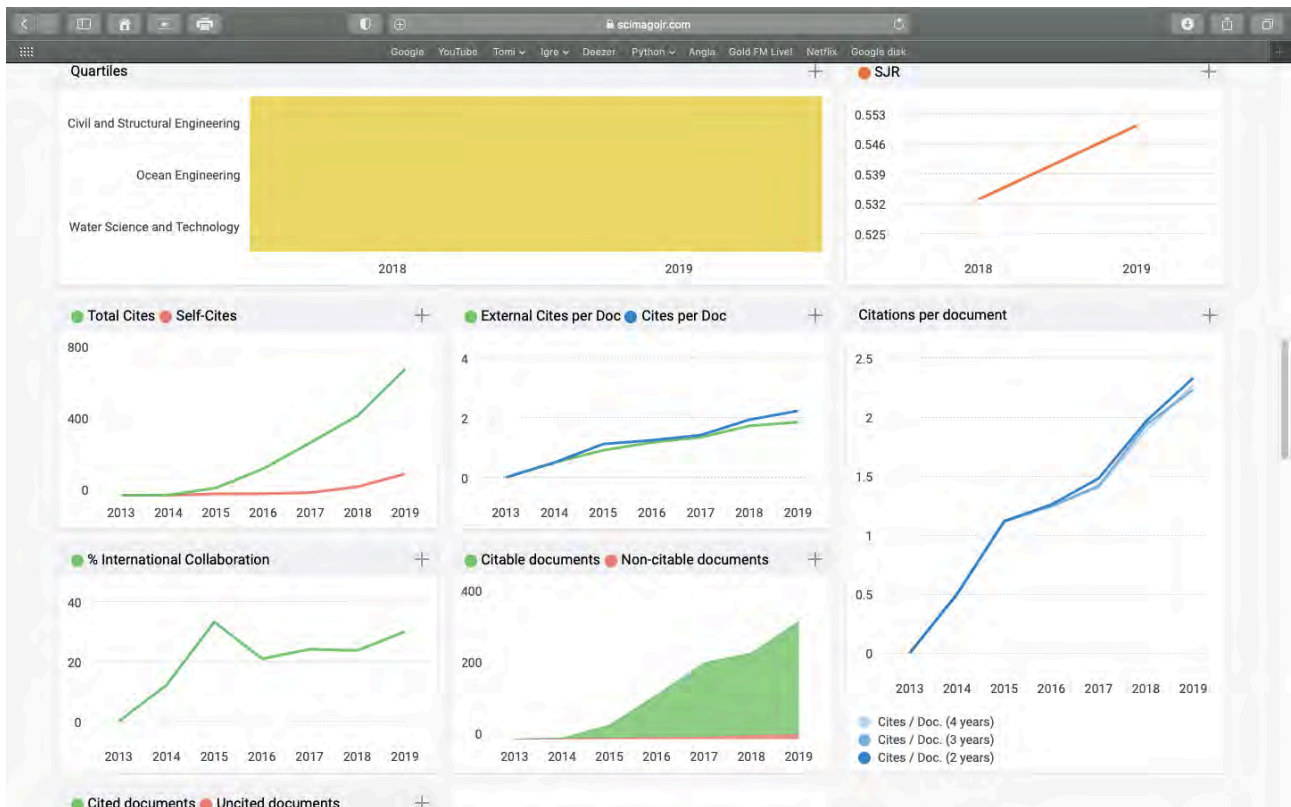 scimagojr.com
Google YouTube Tomi Igre Deezer Python Angla Gold FM Live! Netflix Google disk
Quartiles
Civil and Structural Engineering
Ocean Engineering
Water Science and Technology
2018 2019
SJR
0.553
0.546
0.539
0.532
0.525
2018 2019
Total Cites Self-Cites
800
400
0
2013 2014 2015 2016 2017 2018 2019
External Cites per Doc Cites per Doc
4
2
0
2013 2014 2015 2016 2017 2018 2019
Citations per document
2.5
2
1.5
1
0.5
0
2013 2014 2015 2016 2017 2018 2019
Cites / Doc. (4 years)
Cites / Doc. (3 years)
Cites / Doc. (2 years)
% International Collaboration
40
20
0
2013 2014 2015 2016 2017 2018 2019
Citable documents Non-citable documents
400
200
0
2013 2014 2015 2016 2017 2018 2019
Cited documents Uncited documents